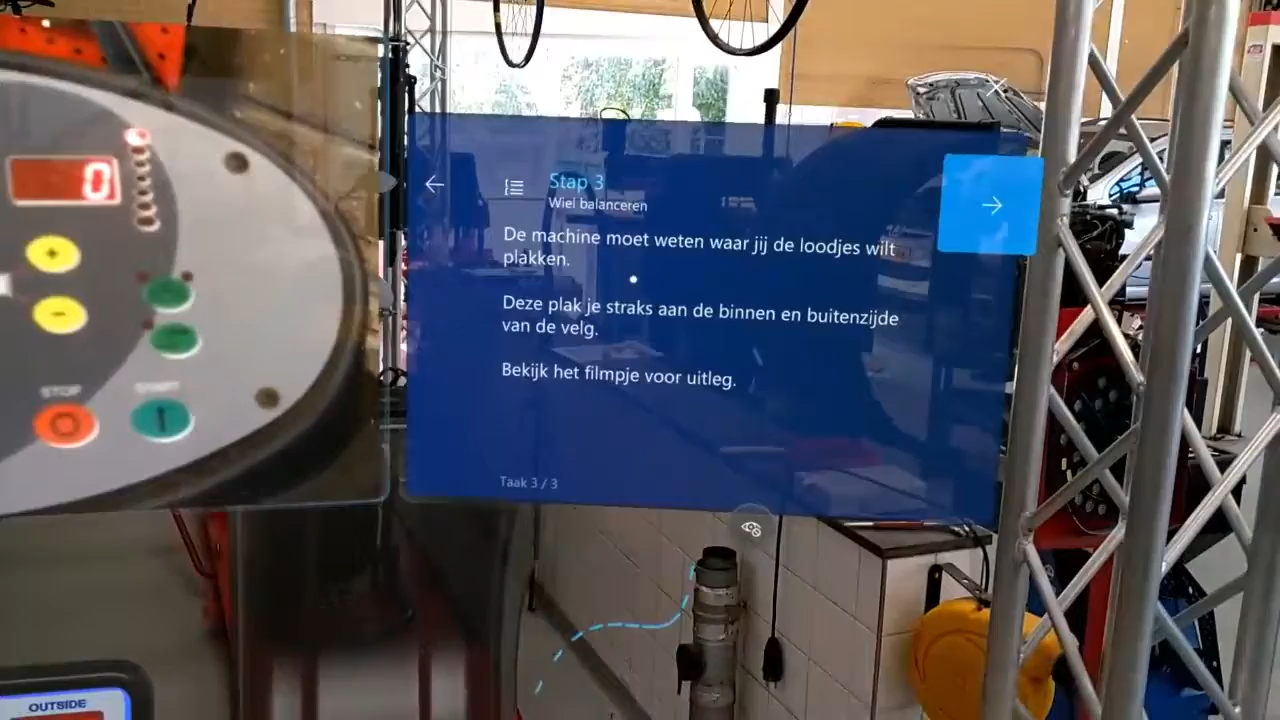 0
+
-
STOP
START
Stap 3
Wiel balanceren
De machine moet weten waar jij de loodjes wilt
plakken.
Deze plak je straks aan de binnen en buitenzijde
van de velg.
Bekijk het filmpje voor uitleg.
Taak 3 / 3
OUTSIDE